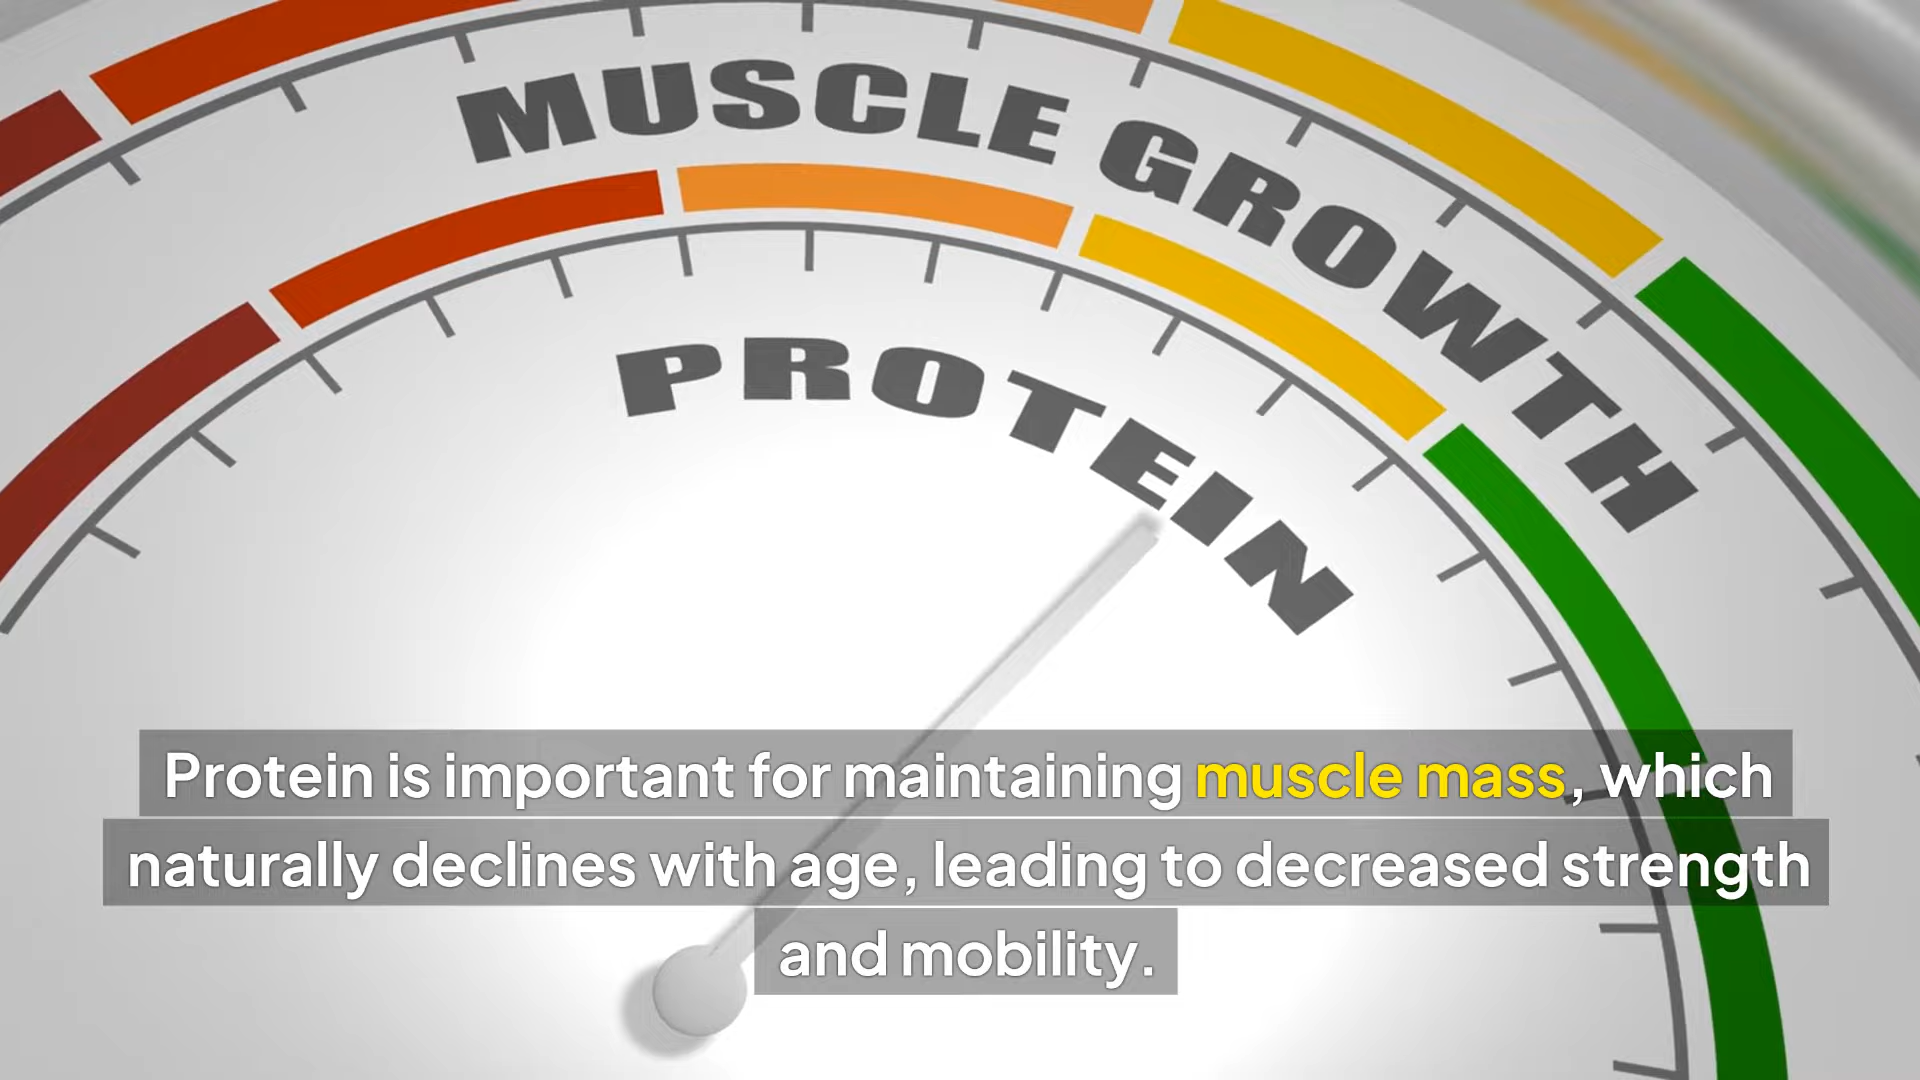 MUSCLE GROWTH
PROTEIN
Protein is important for maintaining muscle mass, which
naturally declines with age, leading to decreased strength
and mobility.